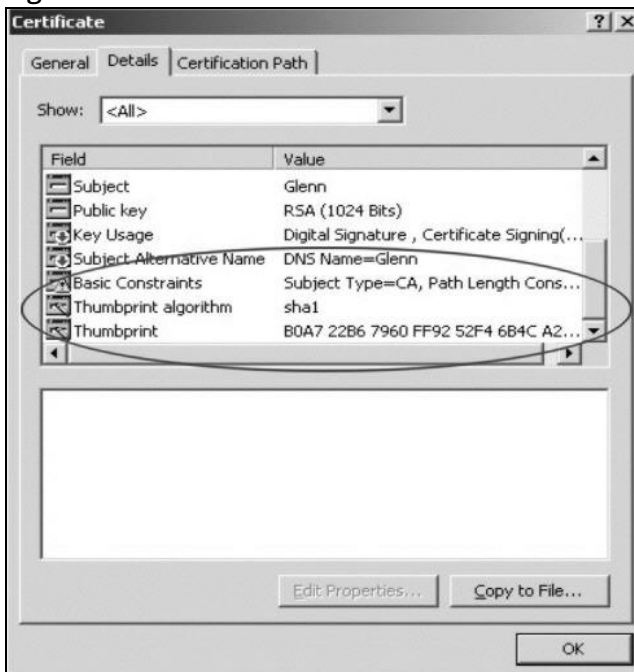 Certificate
General Details Certification Path
Show: <All>
Field Value
Subject Glenn
Public key RSA (1024 Bits)
Key Usage Digital Signature , Certificate Signing(...
Subject Alternative Name DNS Name=Glenn
Basic Constraints Subject Type=CA, Path Length Cons...
Thumbprint algorithm sha1
Thumbprint B0A7 22B6 7960 FF92 52F4 6B4C A2...
Edit Properties... Copy to File...
OK